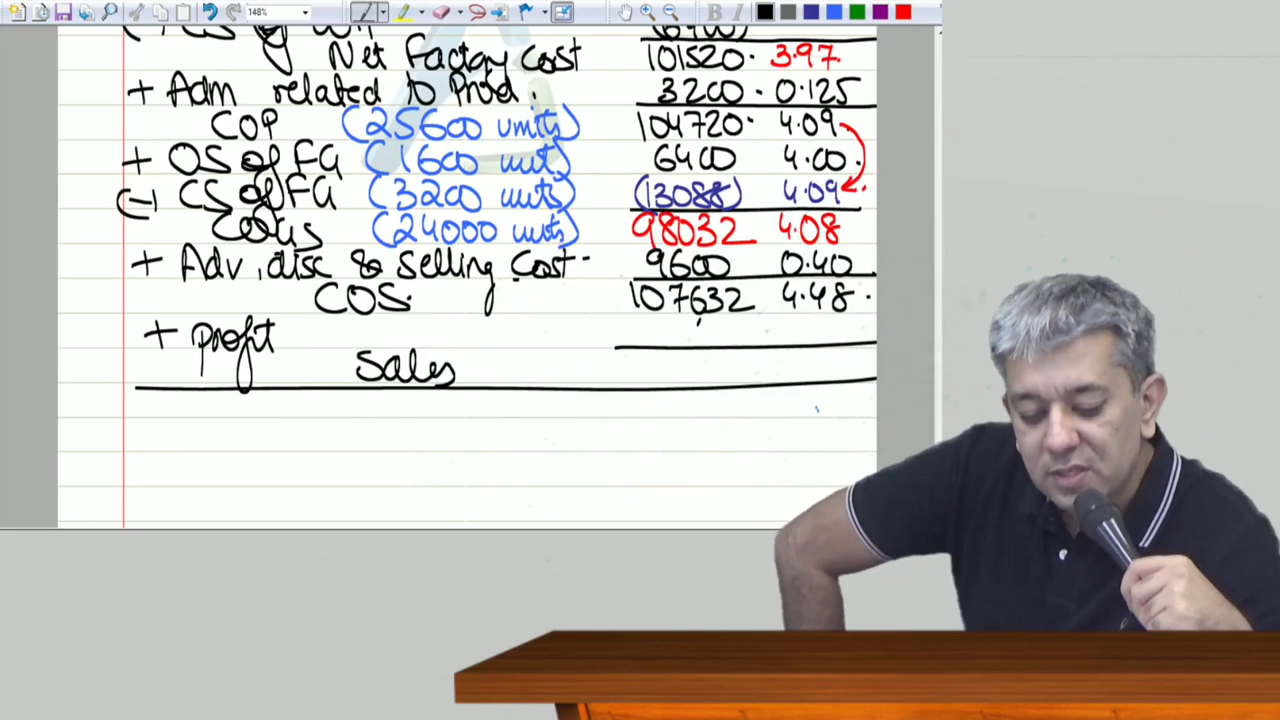 148%
B I
Net Factory Cost 101520. 3.97.
+ Adm related to Prod. 3200. 0.125
COP (25600 units) 104720. 4.09
+ OS of FG (1600 unit) 6400 4.00.
(-) CS of FG (3200 units) (13088) 4.09
COGS (24000 units) 98032 4.08
+ Adv, disc & selling Cost- 9600 0.40
COS. 107632 4.48.
+ profit
Sales